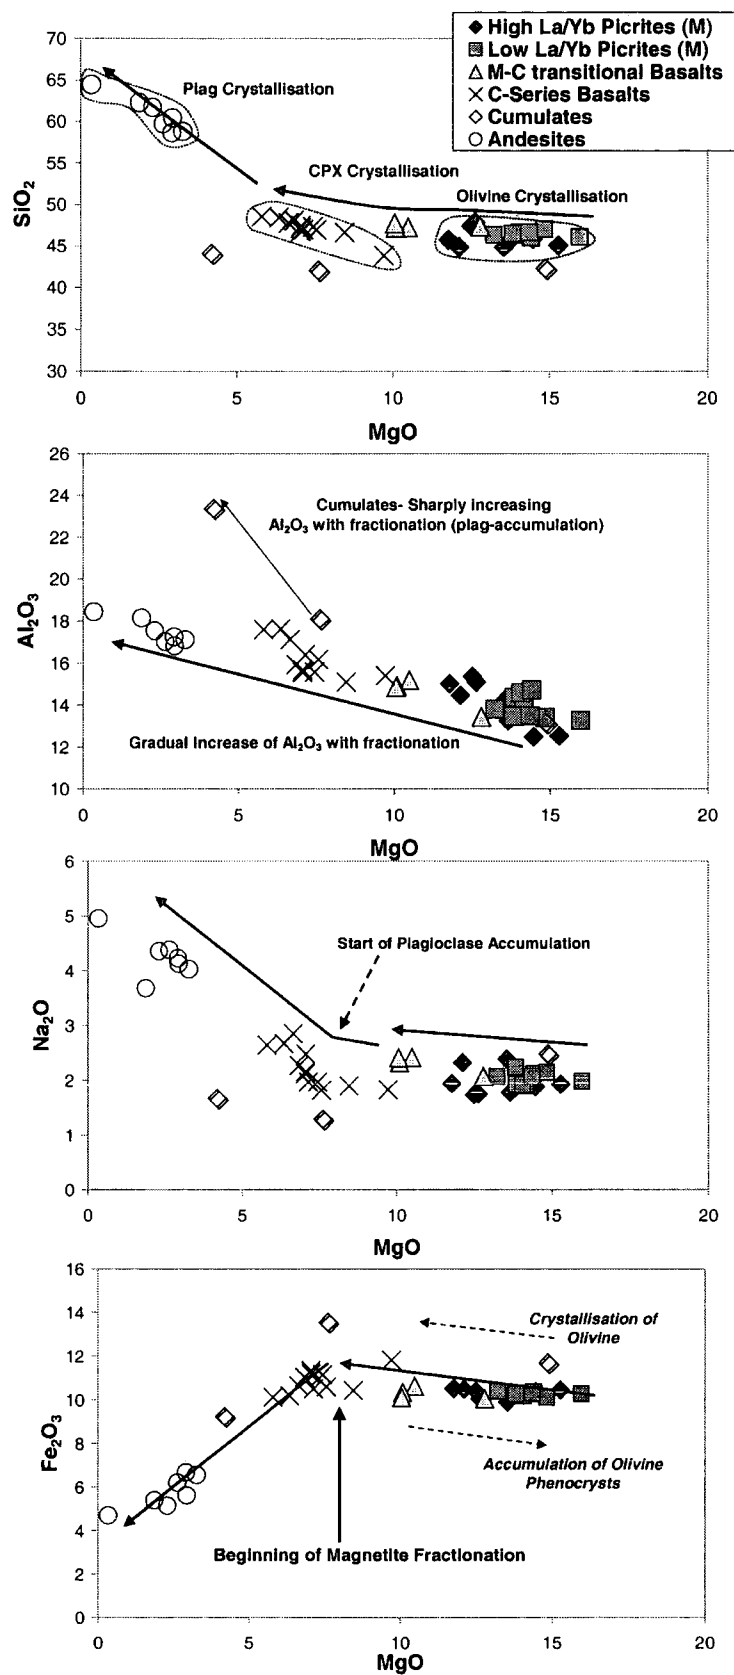 High La/Yb Picrites (M)
Low La/Yb Picrites (M)
M-C transitional Basalts
C-Series Basalts
Cumulates
Andesites
70
65
60
55
50
45
40
35
30
SiO₂
Plag Crystallisation
CPX Crystallisation
Olivine Crystallisation
0
5
10
15
20
MgO
26
24
22
20
18
16
14
12
10
Al₂O₃
Cumulates- Sharply increasing
Al₂O₃ with fractionation (plag-accumulation)
Gradual Increase of Al₂O₃ with fractionation
0
5
10
15
20
MgO
6
5
4
3
2
1
0
Na₂O
Start of Plagioclase Accumulation
0
5
10
15
20
MgO
16
14
12
10
8
6
4
2
0
Fe₂O₃
Crystallisation of
Olivine
Accumulation of Olivine
Phenocrysts
Beginning of Magnetite Fractionation
0
5
10
15
20
MgO